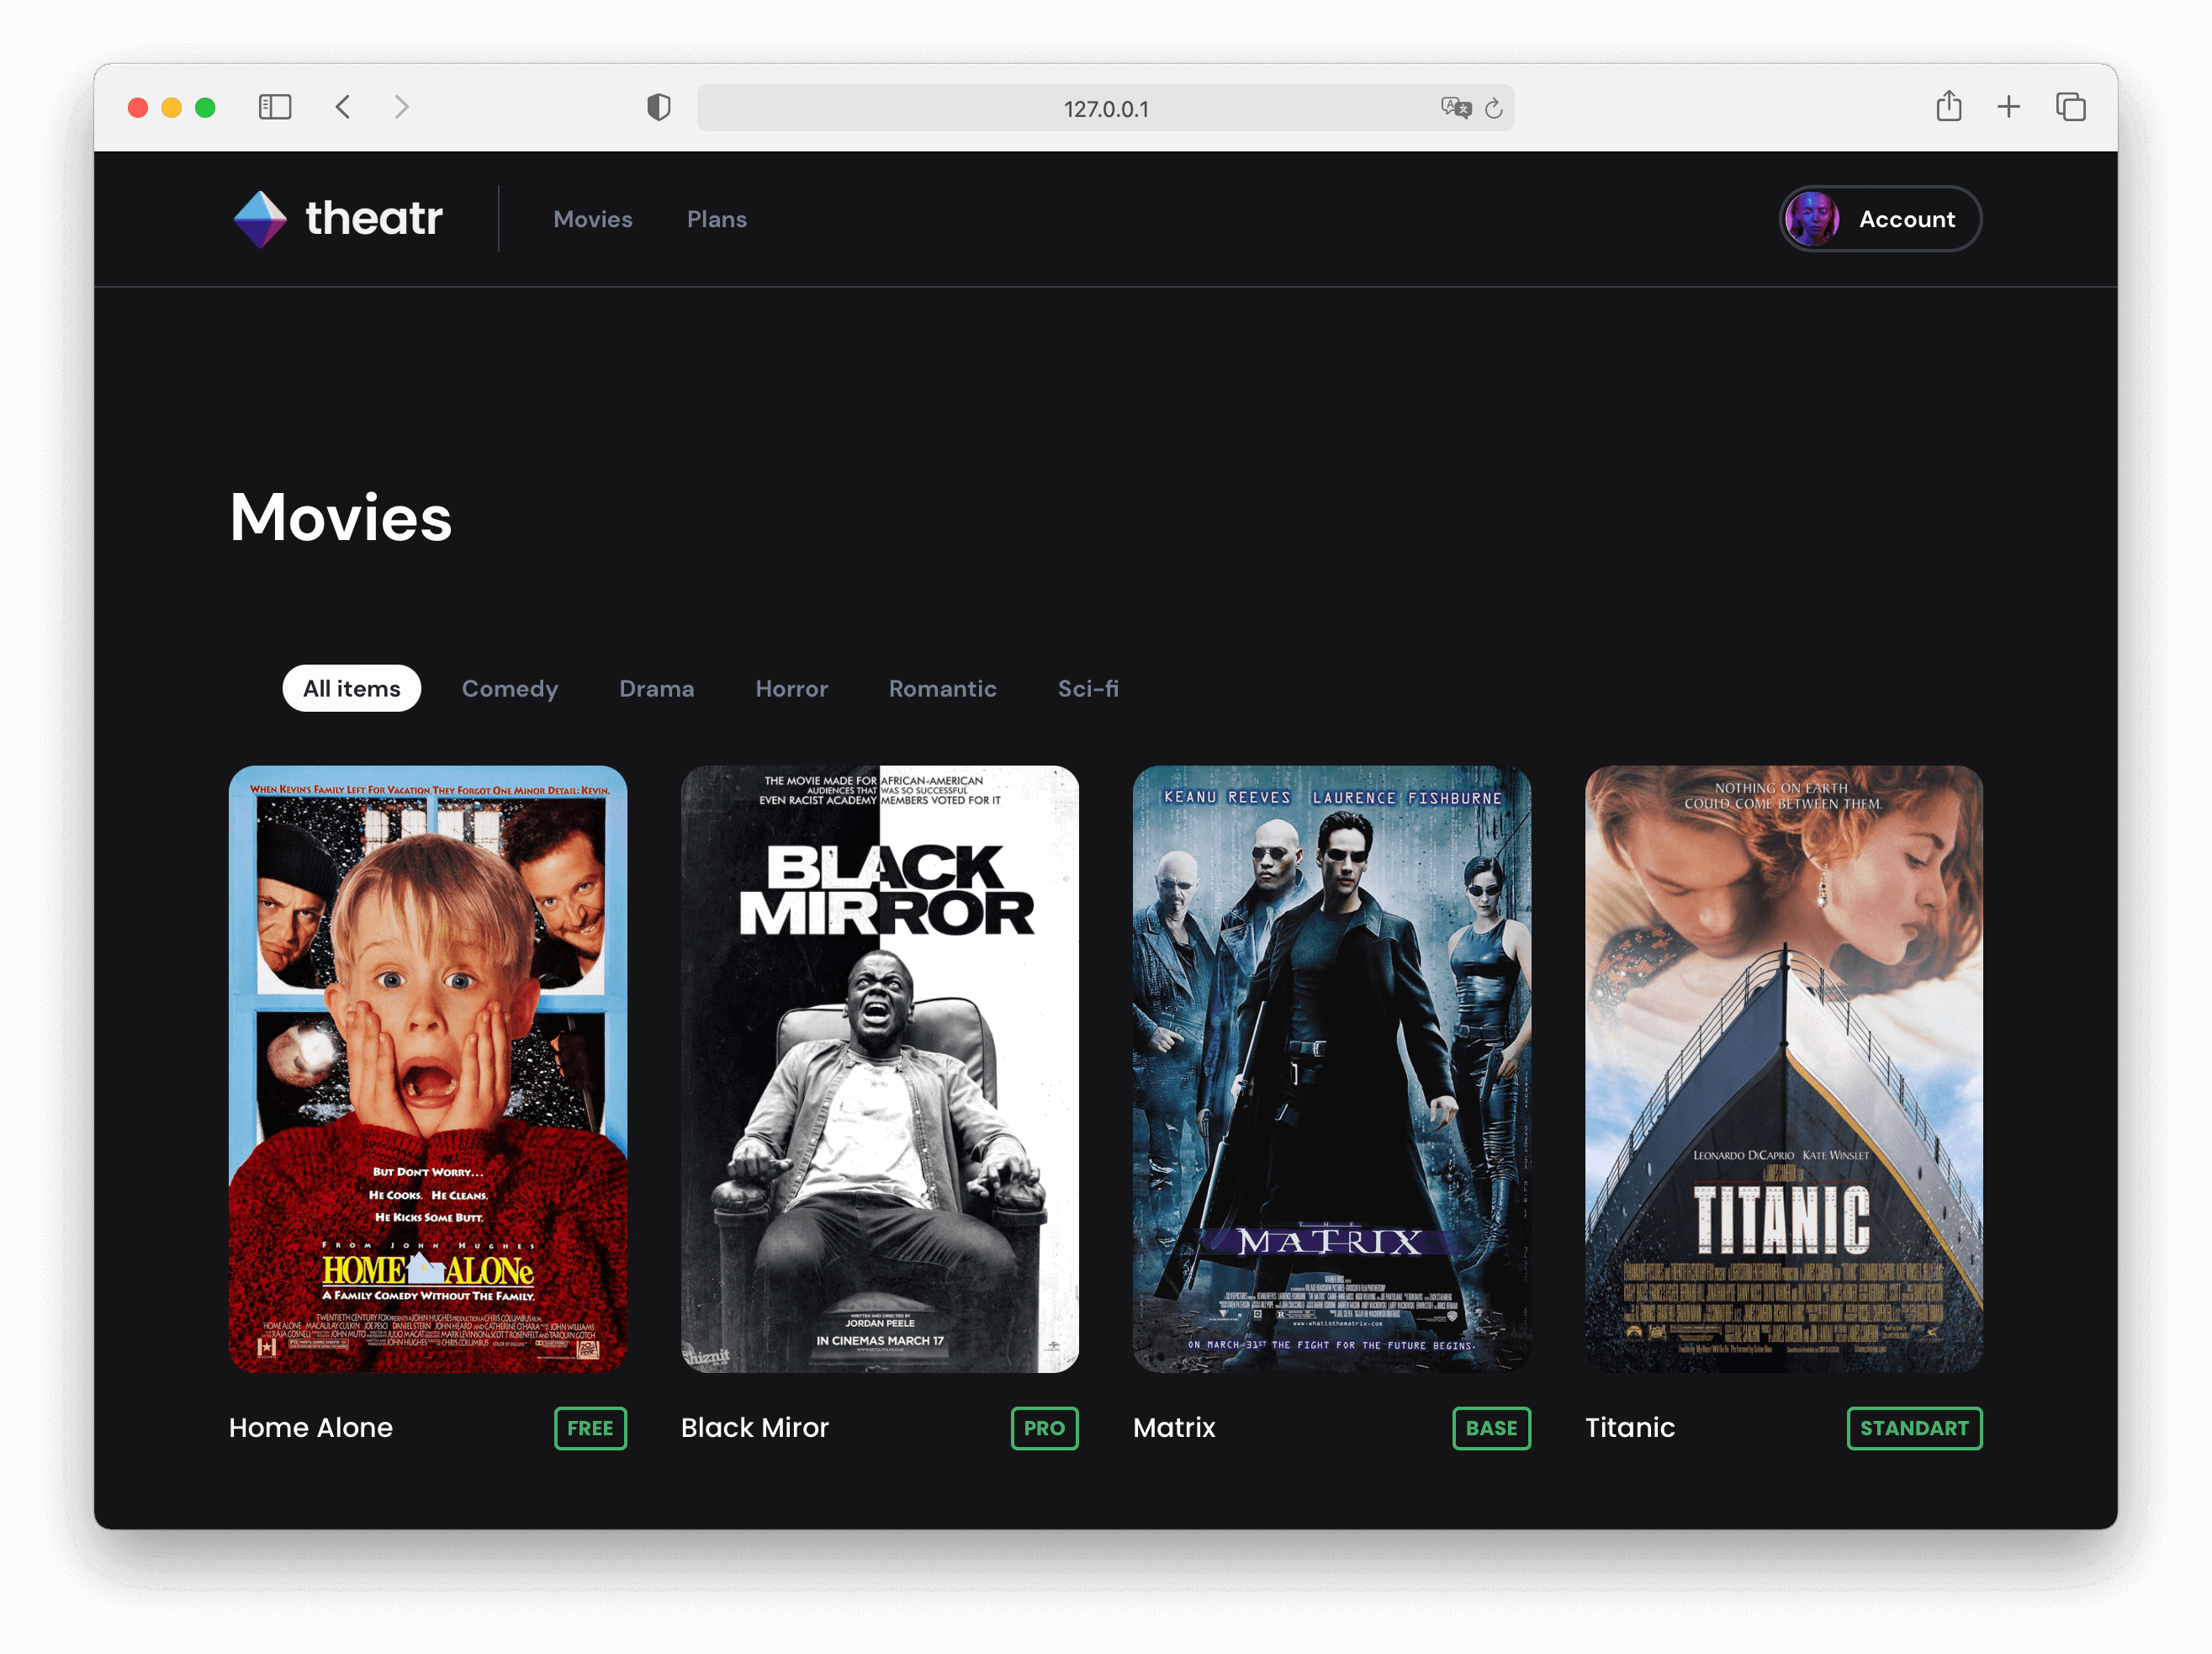 127.0.0.1
theatr
Movies
Plans
Account
Movies
All items
Comedy
Drama
Horror
Romantic
Sci-fi
WHEN KEVIN'S FAMILY LEFT FOR VACATION, THEY FORGOT ONE MINOR DETAIL: KEVIN.
BUT DON'T WORRY...
HE COOKS. HE CLEANS.
HE KICKS SOME BUTT.
FROM JOHN HUGHES
HOME ALONe
A FAMILY COMEDY WITHOUT THE FAMILY.
THE MOVIE MADE FOR AFRICAN-AMERICAN
AUDIENCES THAT WAS SO SUCCESSFUL
EVEN RACIST ACADEMY MEMBERS VOTED FOR IT
BLACK
MIRROR
WRITTEN AND DIRECTED BY
JORDAN PEELE
IN CINEMAS MARCH 17
KEANU REEVES LAURENCE FISHBURNE
THE
MATRIX
www.whatisthematrix.com
ON MARCH 31ST THE FIGHT FOR THE FUTURE BEGINS.
NOTHING ON EARTH
COULD COME BETWEEN THEM.
LEONARDO DICAPRIO KATE WINSLET
TITANIC
Home Alone
FREE
Black Miror
PRO
Matrix
BASE
Titanic
STANDART